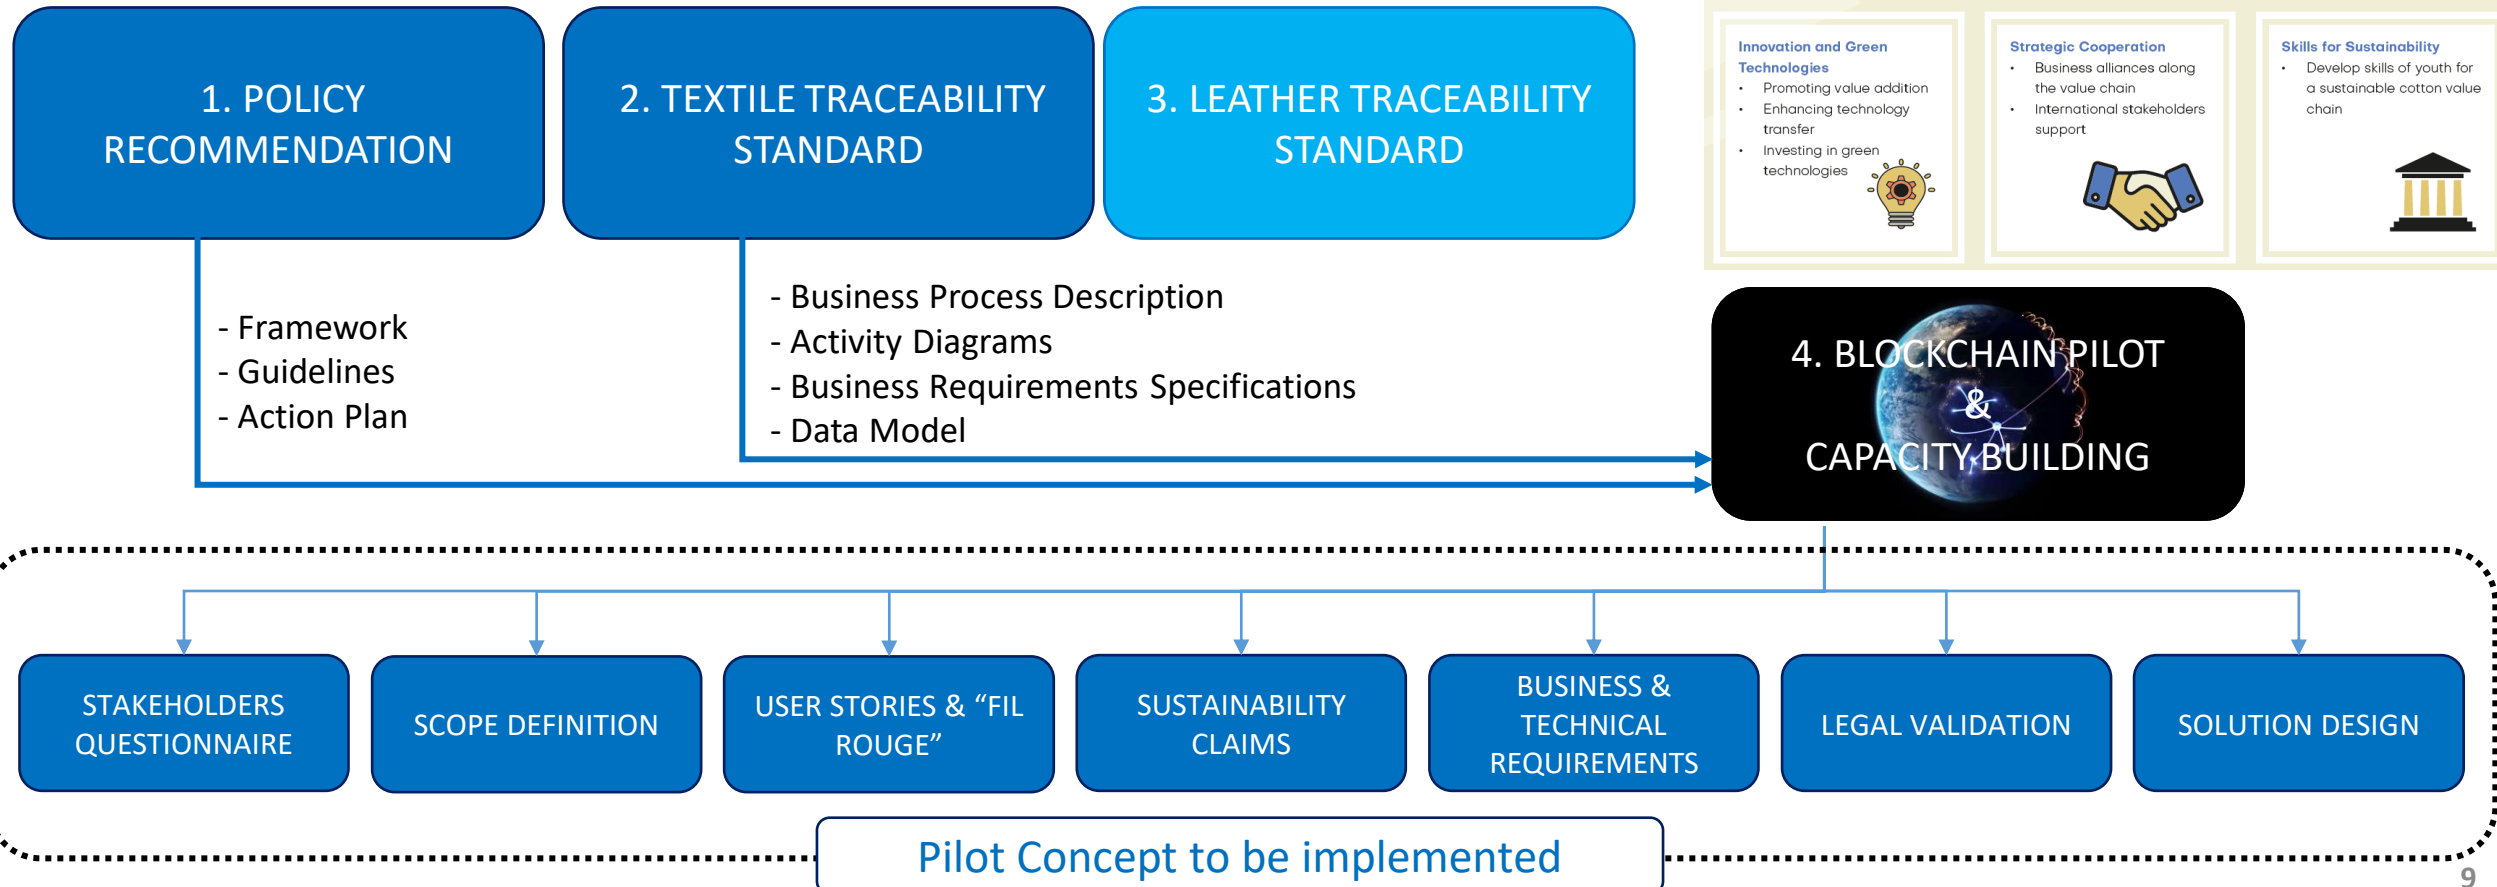 1. POLICY
RECOMMENDATION
2. TEXTILE TRACEABILITY
STANDARD
3. LEATHER TRACEABILITY
STANDARD
Innovation and Green
Technologies
• Promoting value addition
• Enhancing technology
transfer
• Investing in green
technologies
Strategic Cooperation
• Business alliances along
the value chain
• International stakeholders
support
Skills for Sustainability
• Develop skills of youth for
a sustainable cotton value
chain
- Framework
- Guidelines
- Action Plan
- Business Process Description
- Activity Diagrams
- Business Requirements Specifications
- Data Model
4. BLOCKCHAIN PILOT
&
CAPACITY BUILDING
STAKEHOLDERS
QUESTIONNAIRE
SCOPE DEFINITION
USER STORIES & “FIL
ROUGE”
SUSTAINABILITY
CLAIMS
BUSINESS &
TECHNICAL
REQUIREMENTS
LEGAL VALIDATION
SOLUTION DESIGN
Pilot Concept to be implemented
9